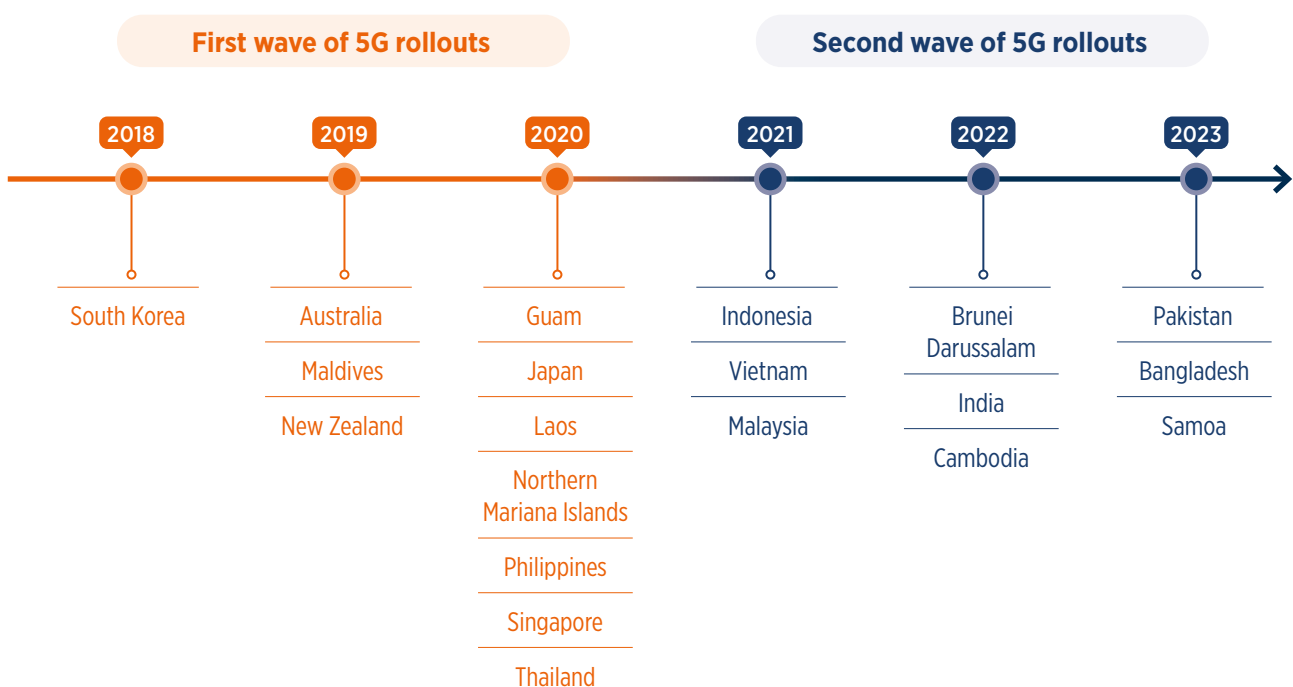 First wave of 5G rollouts
Second wave of 5G rollouts
2018
2019
2020
2021
2022
2023
South Korea
Australia
Maldives
New Zealand
Guam
Japan
Laos
Northern
Mariana Islands
Philippines
Singapore
Thailand
Indonesia
Vietnam
Malaysia
Brunei
Darussalam
India
Cambodia
Pakistan
Bangladesh
Samoa